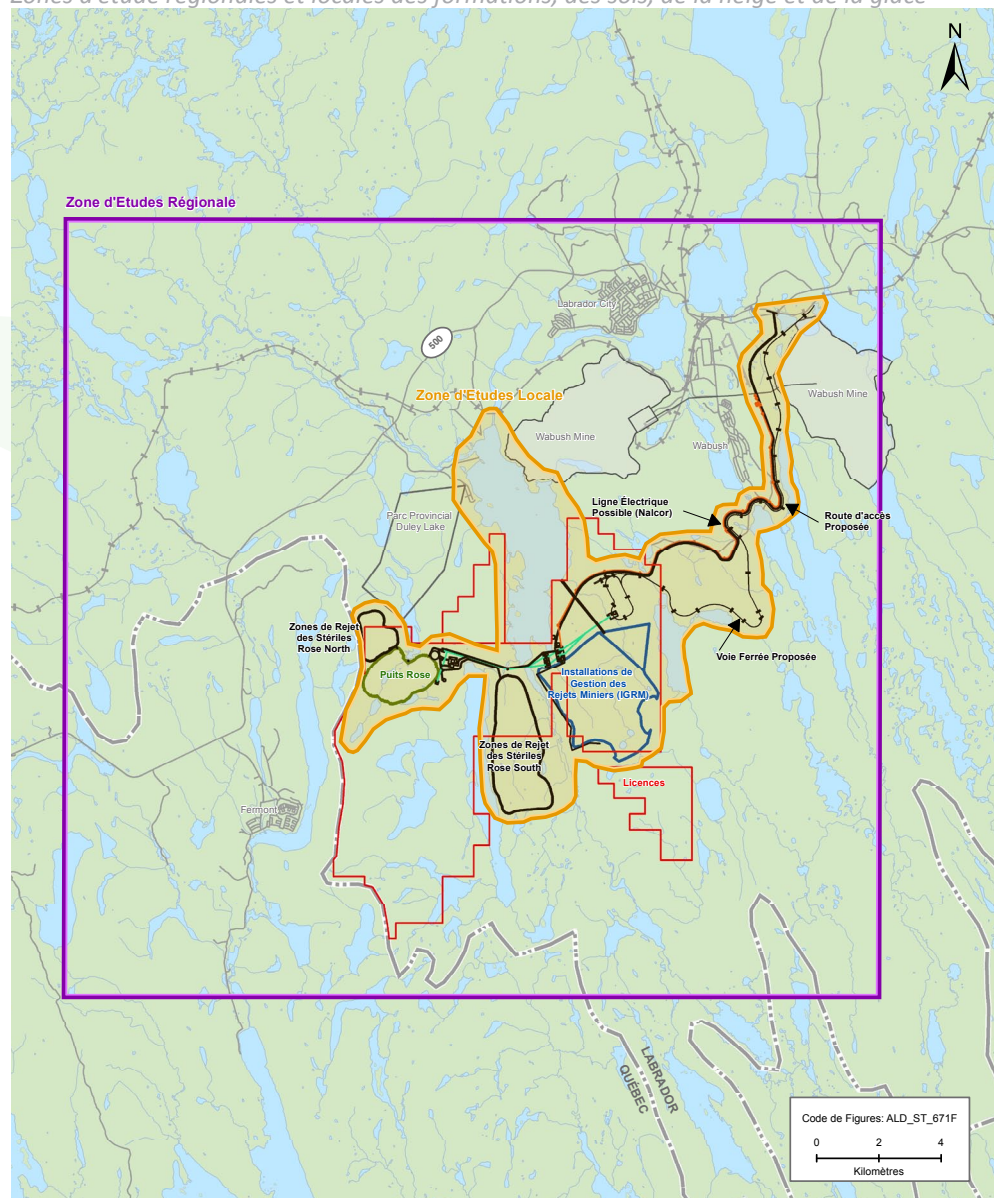 Zones d'étude régionales et locales des formations, des sols, de la neige et de la glace
N
Zone d'Etudes Régionale
Labrador City
500
Zone d'Etudes Locale
Wabush Mine
Wabush Mine
Wabush
Ligne Électrique
Possible (Nalcor)
Route d'accès
Proposée
Parc Provincial
Duley Lake
Zones de Rejet
des Stériles
Rose North
Voie Ferrée Proposée
Puits Rose
Installations de
Gestion des
Rejets Miniers (IGRM)
Zones de Rejet
des Stériles
Rose South
Licences
Fermont
LABRADOR
QUÉBEC
Code de Figures: ALD_ST_671F
0 2 4
Kilomètres